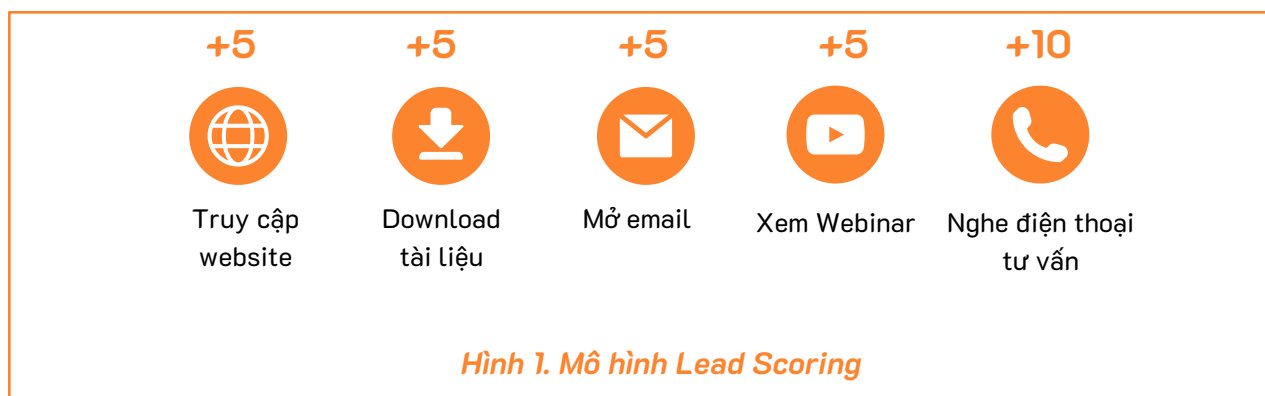 +5
+5
+5
+5
+10
Truy cập
website
Download
tài liệu
Mở email
Xem Webinar
Nghe điện thoại
tư vấn
Hình 1. Mô hình Lead Scoring